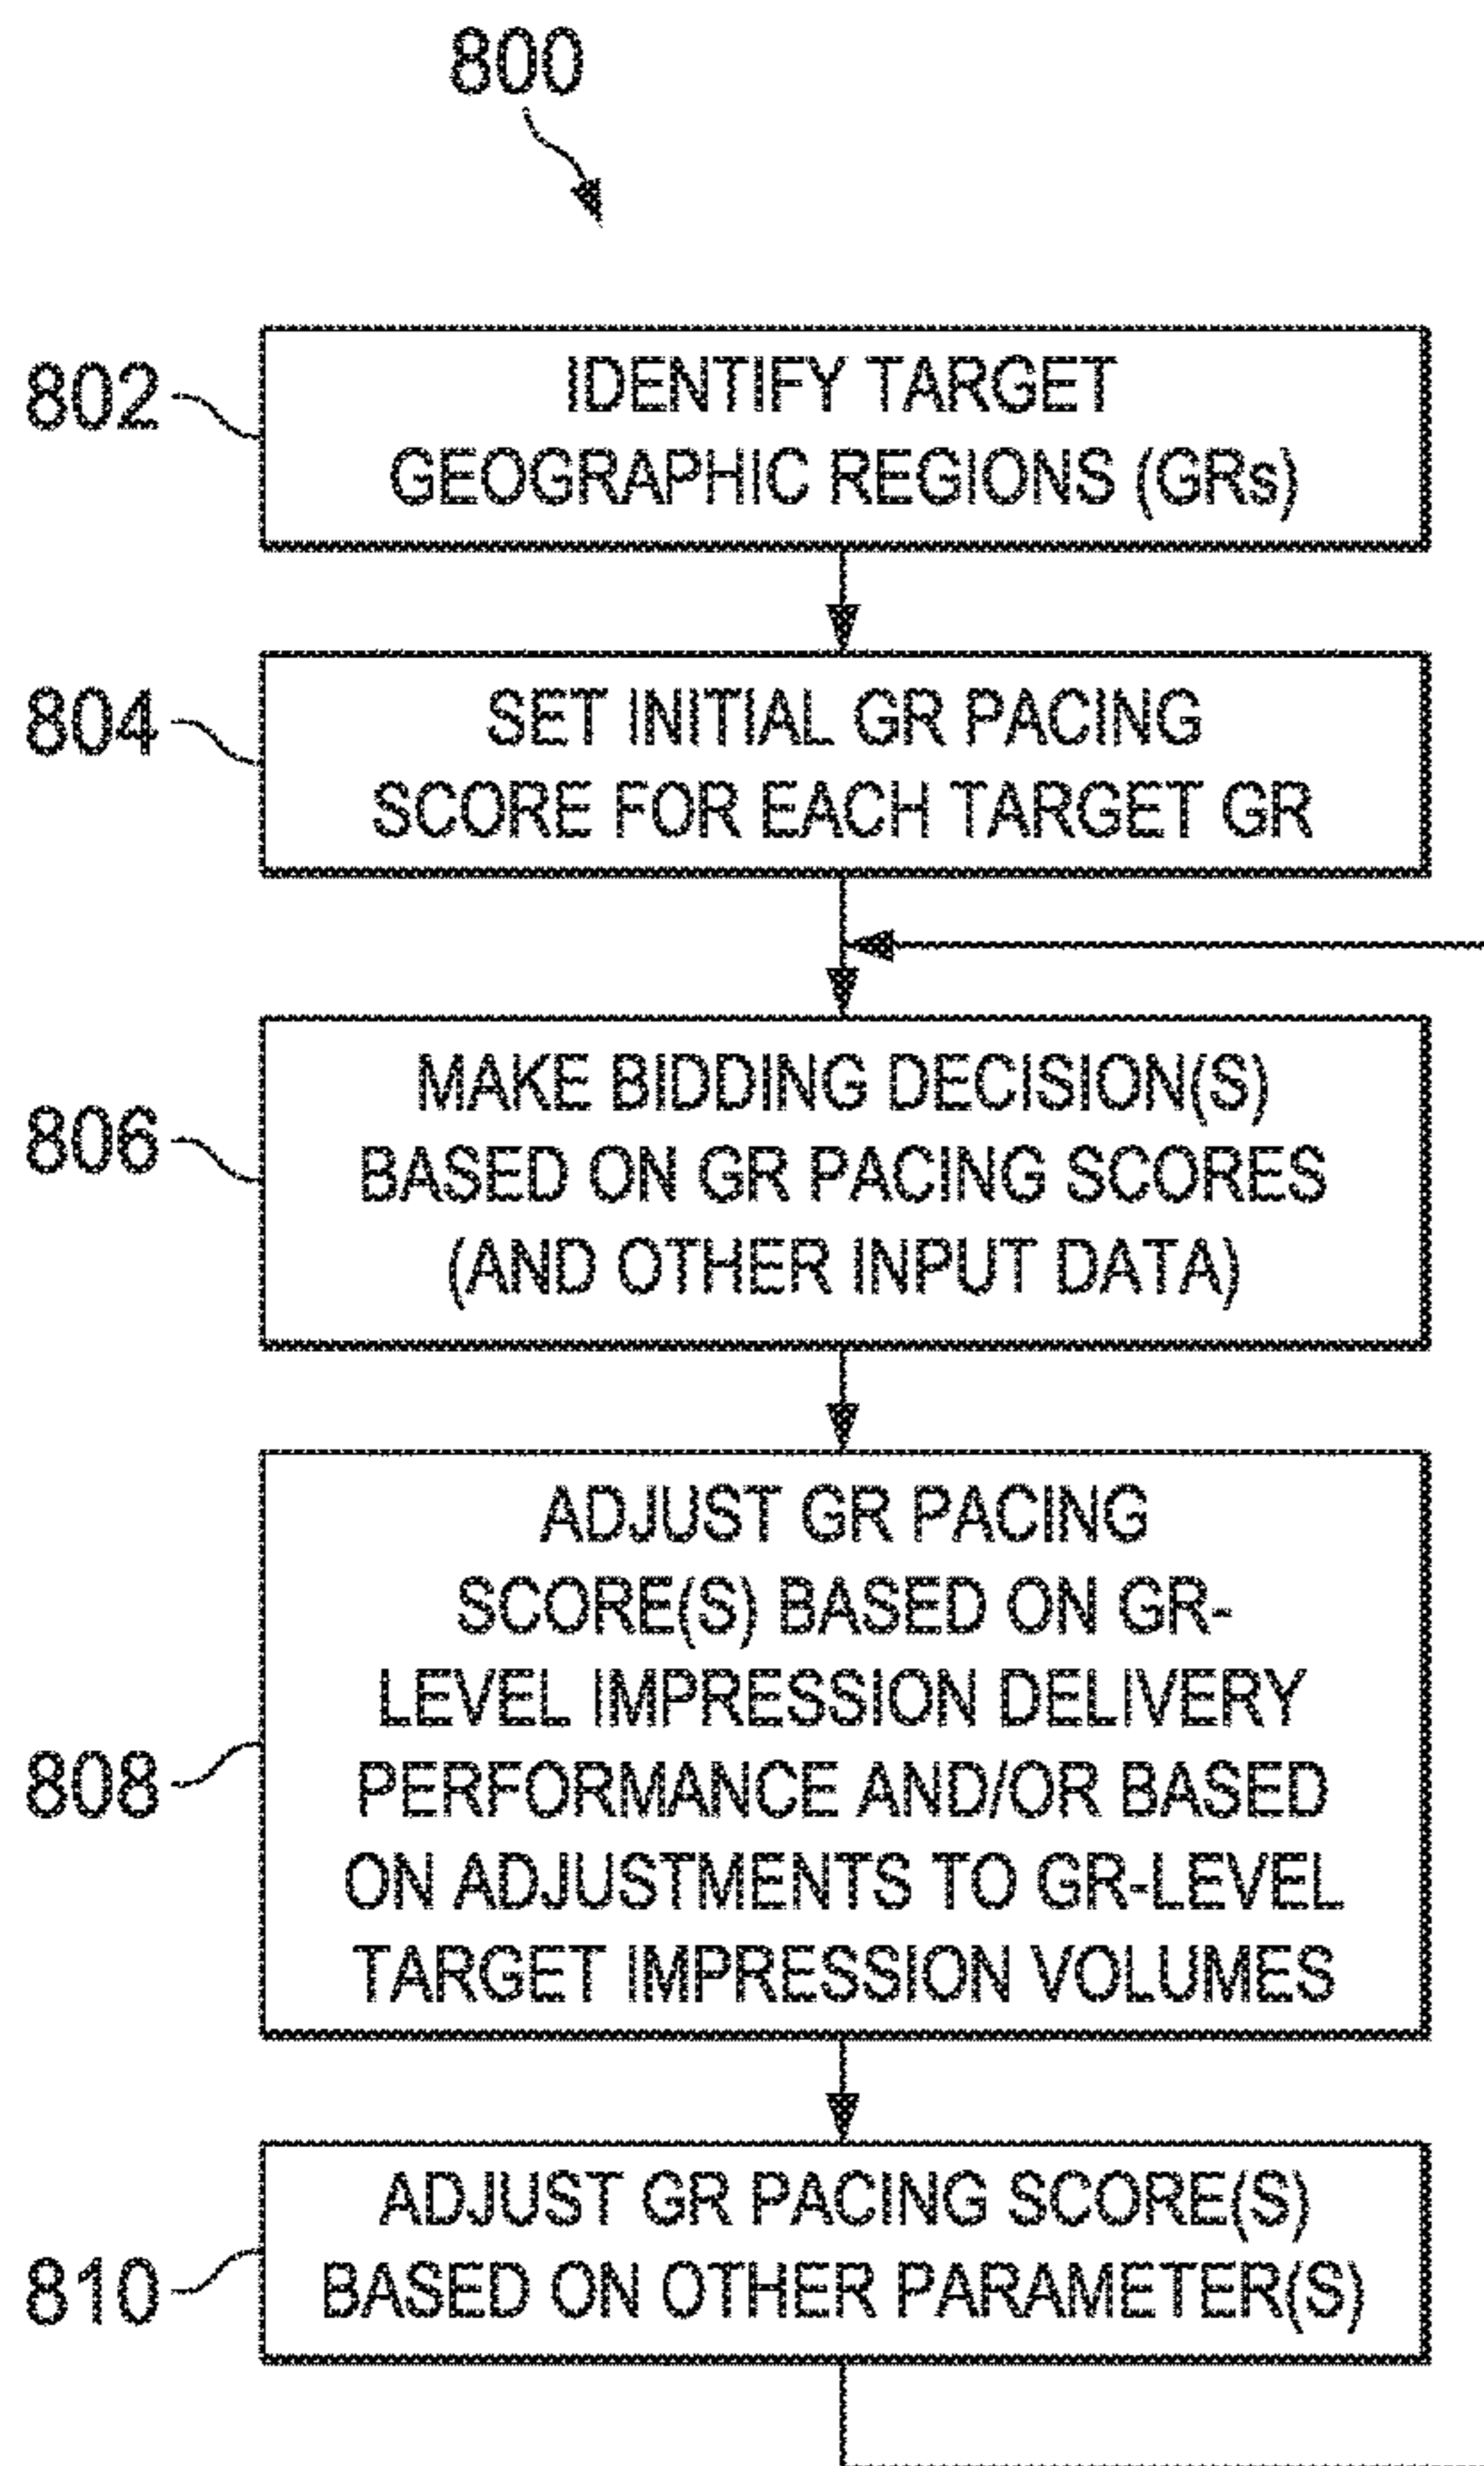 800
802
IDENTIFY TARGET
GEOGRAPHIC REGIONS (GRs)
804
SET INITIAL GR PACING
SCORE FOR EACH TARGET GR
806
MAKE BIDDING DECISION(S)
BASED ON GR PACING SCORES
(AND OTHER INPUT DATA)
808
ADJUST GR PACING
SCORE(S) BASED ON GR-
LEVEL IMPRESSION DELIVERY
PERFORMANCE AND/OR BASED
ON ADJUSTMENTS TO GR-LEVEL
TARGET IMPRESSION VOLUMES
810
ADJUST GR PACING SCORE(S)
BASED ON OTHER PARAMETER(S)